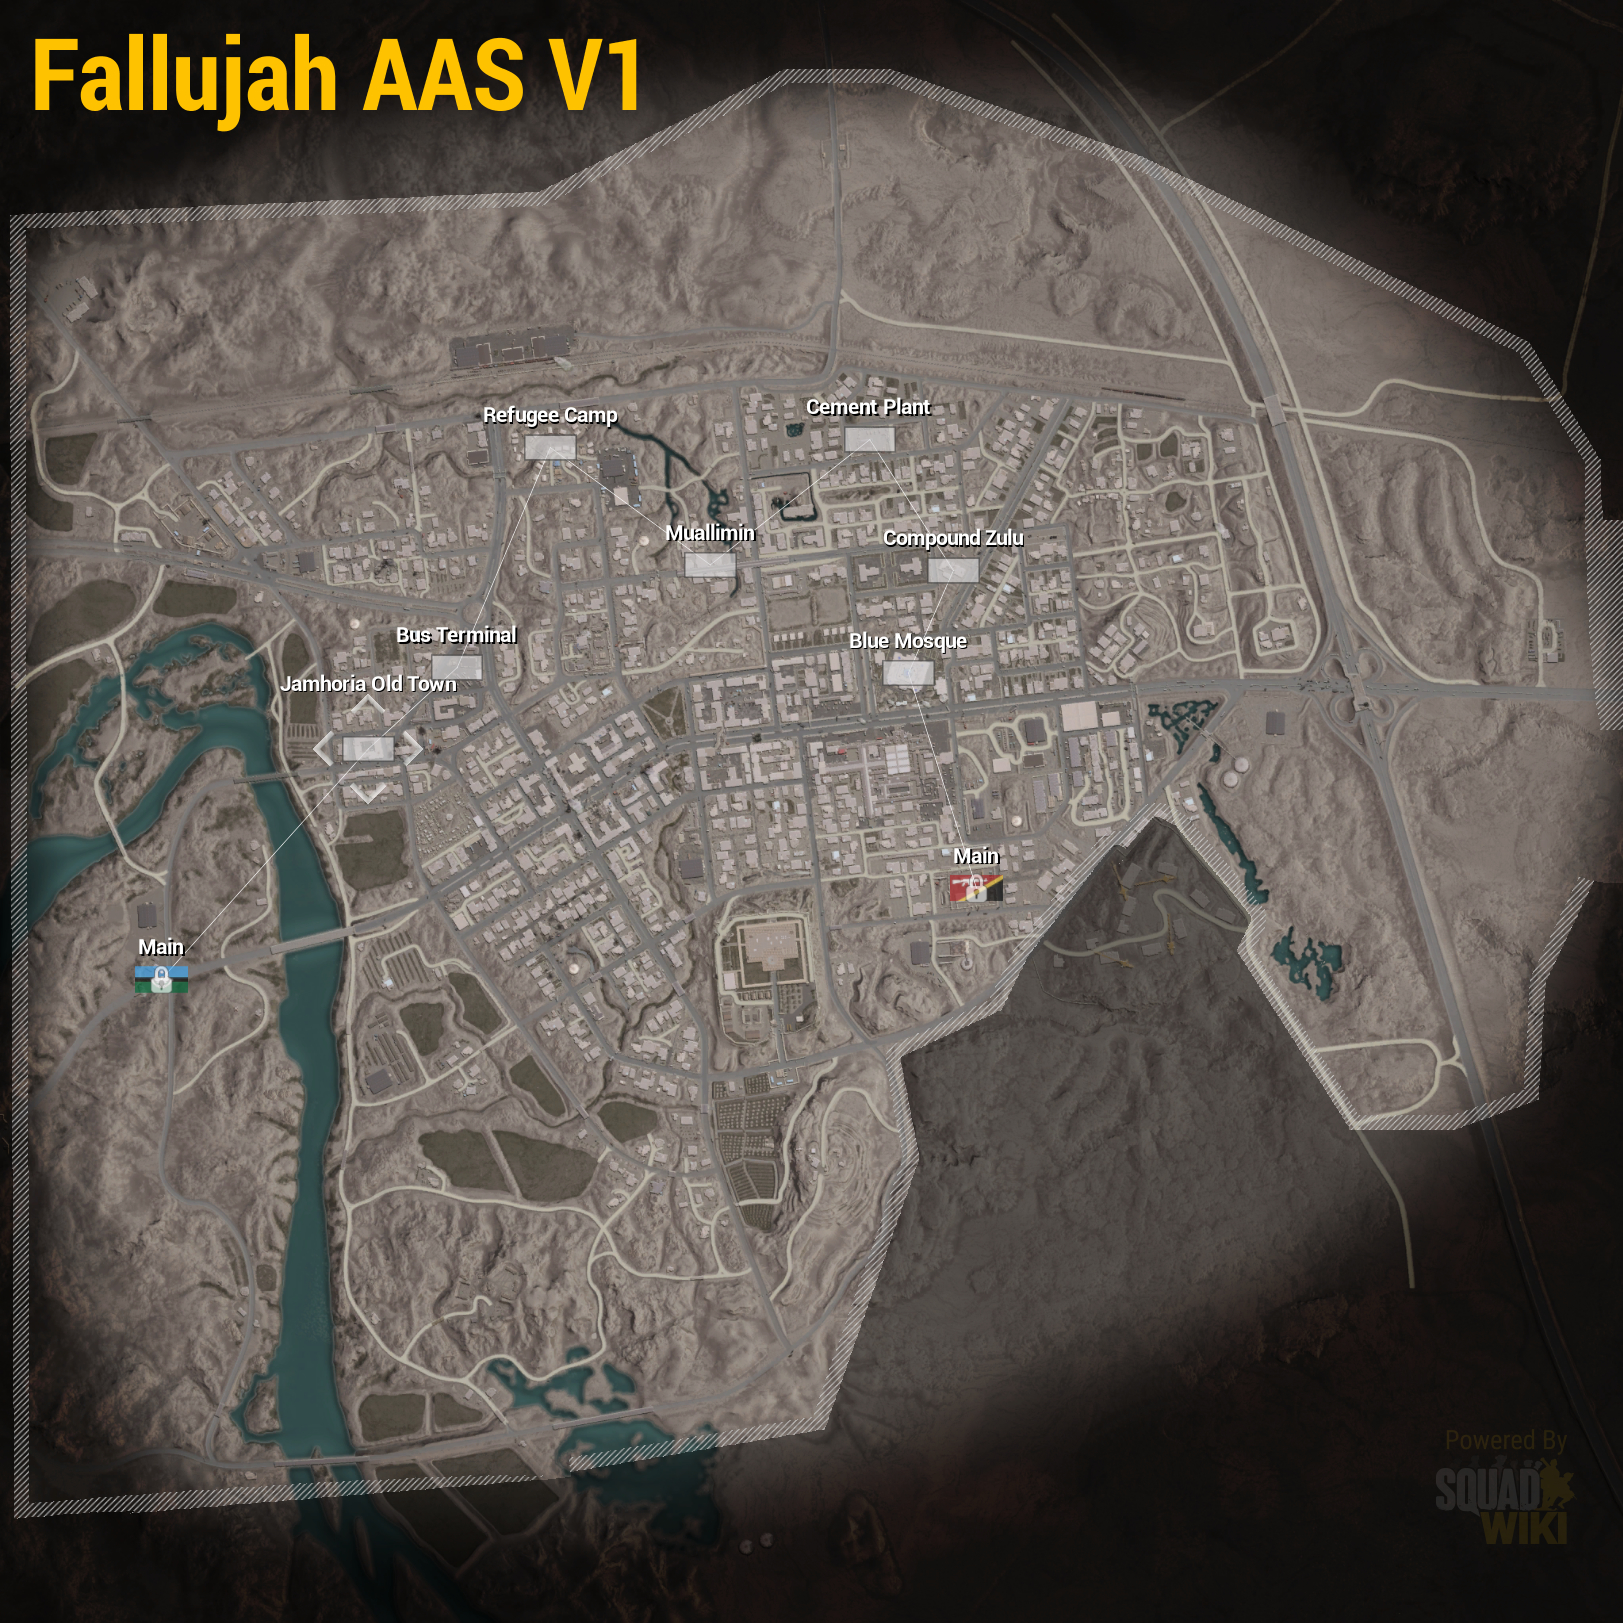 Fallujah AAS V1
Refugee Camp
Cement Plant
Muallimin
Compound Zulu
Bus Terminal
Blue Mosque
Jamhoria Old Town
Main
Main
Powered By
SQUAD
WIKI